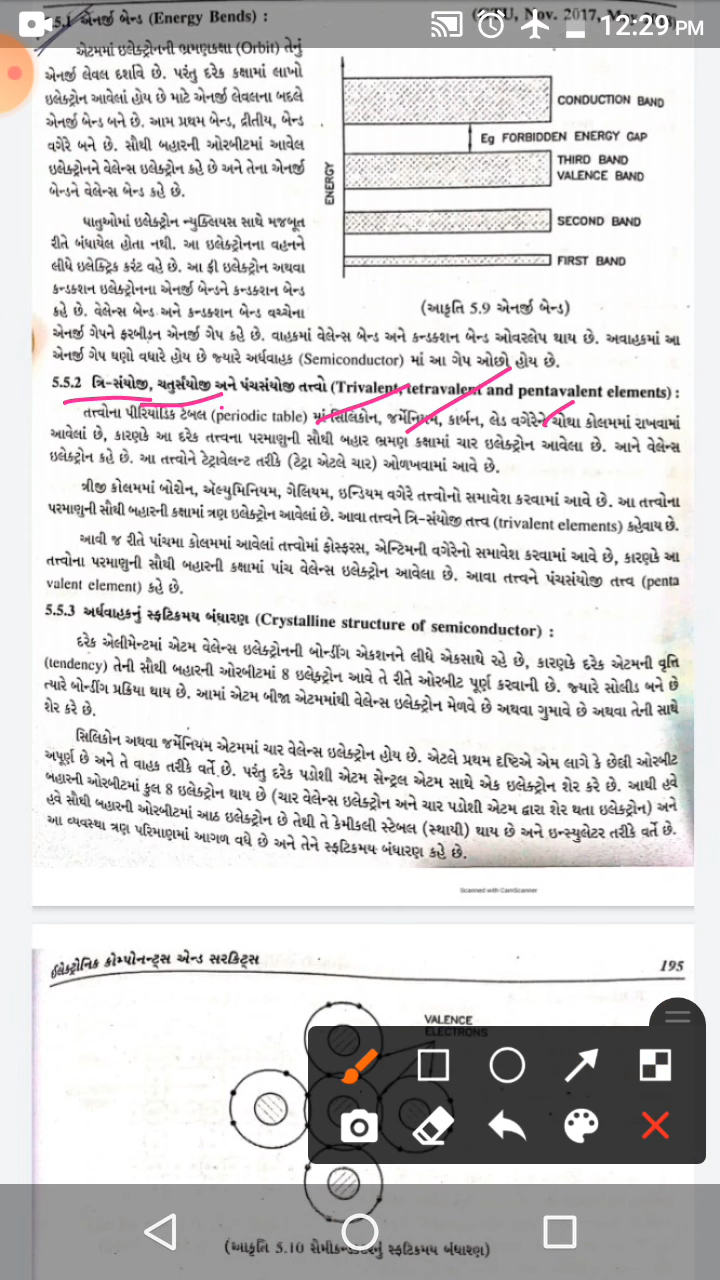 12:29 PM
5.1 એનર્જી બેન્ડ (Energy Bends) :
Nov. 2017,
એટમમાં ઇલેક્ટ્રોનની ભ્રમણકક્ષા (Orbit) તેનું
એનર્જી લેવલ દર્શાવે છે. પરંતુ દરેક કક્ષામાં લાખો
ઇલેક્ટ્રોન આવેલાં હોય છે માટે એનર્જી લેવલના બદલે
એનર્જી બેન્ડ બને છે. આમ પ્રથમ બેન્ડ, દ્વીતીય, બેન્ડ
વગેરે બને છે. સૌથી બહારની ઓરબીટમાં આવેલ
ઇલેક્ટ્રોનને વેલેન્સ ઇલેક્ટ્રોન કહે છે અને તેના એનર્જી
બેન્ડને વેલેન્સ બેન્ડ કહે છે.
ધાતુઓમાં ઇલેક્ટ્રોન ન્યુક્લિયસ સાથે મજબૂત
રીતે બંધાયેલ હોતા નથી. આ ઇલેક્ટ્રોનના વહનને
લીધે ઇલેક્ટ્રિક કરંટ વહે છે. આ ફ્રી ઇલેક્ટ્રોન અથવા
કન્ડક્શન ઇલેક્ટ્રોનના એનર્જી બેન્ડને કન્ડક્શન બેન્ડ
કહે છે. વેલેન્સ બેન્ડ અને કન્ડક્શન બેન્ડ વચ્ચેના
ENERGY
CONDUCTION BAND
Eg FORBIDDEN ENERGY GAP
THIRD BAND
VALENCE BAND
SECOND BAND
FIRST BAND
(આકૃતિ 5.9 એનર્જી બેન્ડ)
એનર્જી ગેપને ફરબીડન એનર્જી ગેપ કહે છે. વાહકમાં વેલેન્સ બેન્ડ અને કન્ડક્શન બેન્ડ ઓવરલેપ થાય છે. અવાહકમાં આ
એનર્જી ગેપ ઘણો વધારે હોય છે જ્યારે અર્ધવાહક (Semiconductor) માં આ ગેપ ઓછો હોય છે.
5.5.2 ત્રિ-સંયોજી, ચતુર્સંયોજી અને પંચસંયોજી તત્ત્વો (Trivalent, tetravalent and pentavalent elements) :
તત્ત્વોના પીરિયોડિક ટેબલ (periodic table) માં સિલિકોન, જર્મેનિયમ, કાર્બન, લેડ વગેરેને ચોથા કોલમમાં રાખવામાં
આવેલાં છે, કારણકે આ દરેક તત્ત્વના પરમાણુની સૌથી બહાર ભ્રમણ કક્ષામાં ચાર ઇલેક્ટ્રોન આવેલા છે. આને વેલેન્સ
ઇલેક્ટ્રોન કહે છે. આ તત્ત્વોને ટેટ્રાવેલન્ટ તરીકે (ટેટ્રા એટલે ચાર) ઓળખવામાં આવે છે.
ત્રીજી કોલમમાં બોરોન, ઍલ્યુમિનિયમ, ગેલિયમ, ઇન્ડિયમ વગેરે તત્ત્વોનો સમાવેશ કરવામાં આવે છે. આ તત્ત્વોના
પરમાણુની સૌથી બહારની કક્ષામાં ત્રણ ઇલેક્ટ્રોન આવેલાં છે. આવા તત્ત્વને ત્રિ-સંયોજી તત્ત્વ (trivalent elements) કહેવાય છે.
આવી જ રીતે પાંચમા કોલમમાં આવેલાં તત્ત્વોમાં ફોસ્ફરસ, એન્ટિમની વગેરેનો સમાવેશ કરવામાં આવે છે, કારણકે આ
તત્ત્વોના પરમાણુની સૌથી બહારની કક્ષામાં પાંચ વેલેન્સ ઇલેક્ટ્રોન આવેલા છે. આવા તત્ત્વને પંચસંયોજી તત્ત્વ (penta
valent element) કહે છે.
5.5.3 અર્ધવાહકનું સ્ફટિકમય બંધારણ (Crystalline structure of semiconductor) :
દરેક એલીમેન્ટમાં એટમ વેલેન્સ ઇલેક્ટ્રોનની બોન્ડીંગ એક્શનને લીધે એકસાથે રહે છે, કારણકે દરેક એટમની વૃત્તિ
(tendency) તેની સૌથી બહારની ઓરબીટમાં 8 ઇલેક્ટ્રોન આવે તે રીતે ઓરબીટ પૂર્ણ કરવાની છે. જ્યારે સોલીડ બને છે
ત્યારે બોન્ડીંગ પ્રક્રિયા થાય છે. આમાં એટમ બીજા એટમમાંથી વેલેન્સ ઇલેક્ટ્રોન મેળવે છે અથવા ગુમાવે છે અથવા તેની સાથે
શેર કરે છે.
સિલિકોન અથવા જર્મેનિયમ એટમમાં ચાર વેલેન્સ ઇલેક્ટ્રોન હોય છે. એટલે પ્રથમ દૃષ્ટિએ એમ લાગે કે છેલ્લી ઓરબીટ
અપૂર્ણ છે અને તે વાહક તરીકે વર્તે છે. પરંતુ દરેક પડોશી એટમ સેન્ટ્રલ એટમ સાથે એક ઇલેક્ટ્રોન શેર કરે છે. આથી હવે
બહારની ઓરબીટમાં કુલ 8 ઇલેક્ટ્રોન થાય છે (ચાર વેલેન્સ ઇલેક્ટ્રોન અને ચાર પડોશી એટમ દ્વારા શેર થતા ઇલેક્ટ્રોન) અને
હવે સૌથી બહારની ઓરબીટમાં આઠ ઇલેક્ટ્રોન છે તેથી તે કેમીકલી સ્ટેબલ (સ્થાયી) થાય છે અને ઇન્સ્યુલેટર તરીકે વર્તે છે.
આ વ્યવસ્થા ત્રણ પરિમાણમાં આગળ વધે છે અને તેને સ્ફટિકમય બંધારણ કહે છે.
Scanned with CamScanner
ઇલેક્ટ્રોનિક કોમ્પોનન્ટ્સ એન્ડ સરકિટ્સ
195
VALENCE
ELECTRONS
(આકૃતિ 5.10 સ્ફટિકમય બંધારણ)